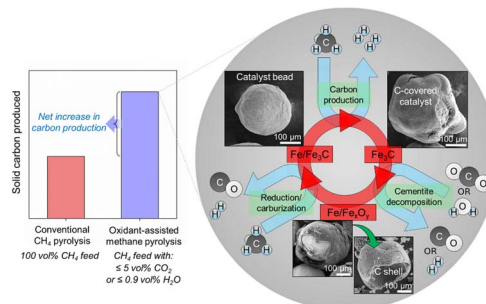 Solid carbon produced
Net increase in
carbon production
Conventional
CH₄ pyrolysis
100 vol% CH₄ feed
Oxidant-assisted
methane pyrolysis
CH₄ feed with:
≤ 5 vol% CO₂
or ≤ 0.9 vol% H₂O
H
H
C
H
H
H
H
H
H
Catalyst bead
100 µm
Carbon
production
C-covered
catalyst
100 µm
Fe/Fe₃C
Fe₃C
Reduction/
carburization
Cementite
decomposition
Fe/FeₓOᵧ
C
O
O
H
H
H
C
H
H
C
O
O
OR
O
H
H
OR
C
O
H
H
100 µm
C shell
100 µm